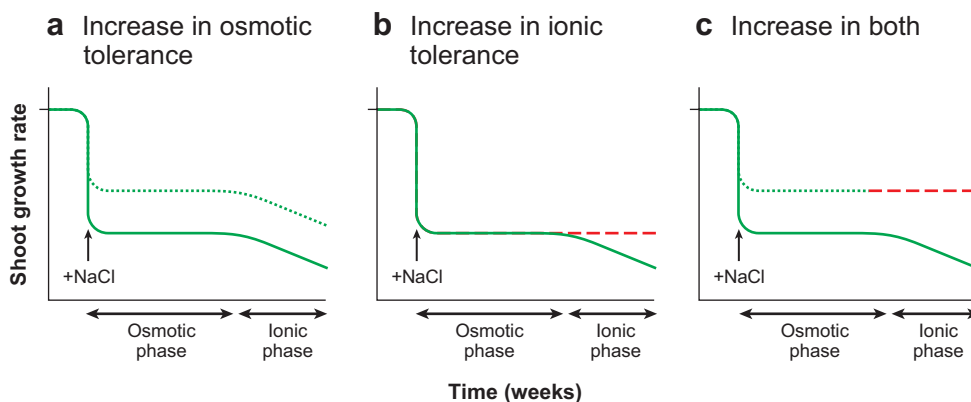 a Increase in osmotic
tolerance
b Increase in ionic
tolerance
c Increase in both
Shoot growth rate
+NaCl
+NaCl
+NaCl
Osmotic
phase
Ionic
phase
Osmotic
phase
Ionic
phase
Osmotic
phase
Ionic
phase
Time (weeks)